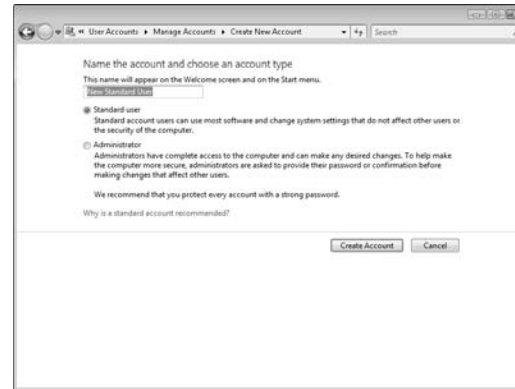 User Accounts Manage Accounts Create New Account Search
Name the account and choose an account type
This name will appear on the Welcome screen and on the Start menu.
New Standard User
Standard user
Standard account users can use most software and change system settings that do not affect other users or
the security of the computer.
Administrator
Administrators have complete access to the computer and can make any desired changes. To help make
the computer more secure, administrators are asked to provide their password or confirmation before
making changes that affect other users.
We recommend that you protect every account with a strong password.
Why is a standard account recommended?
Create Account Cancel